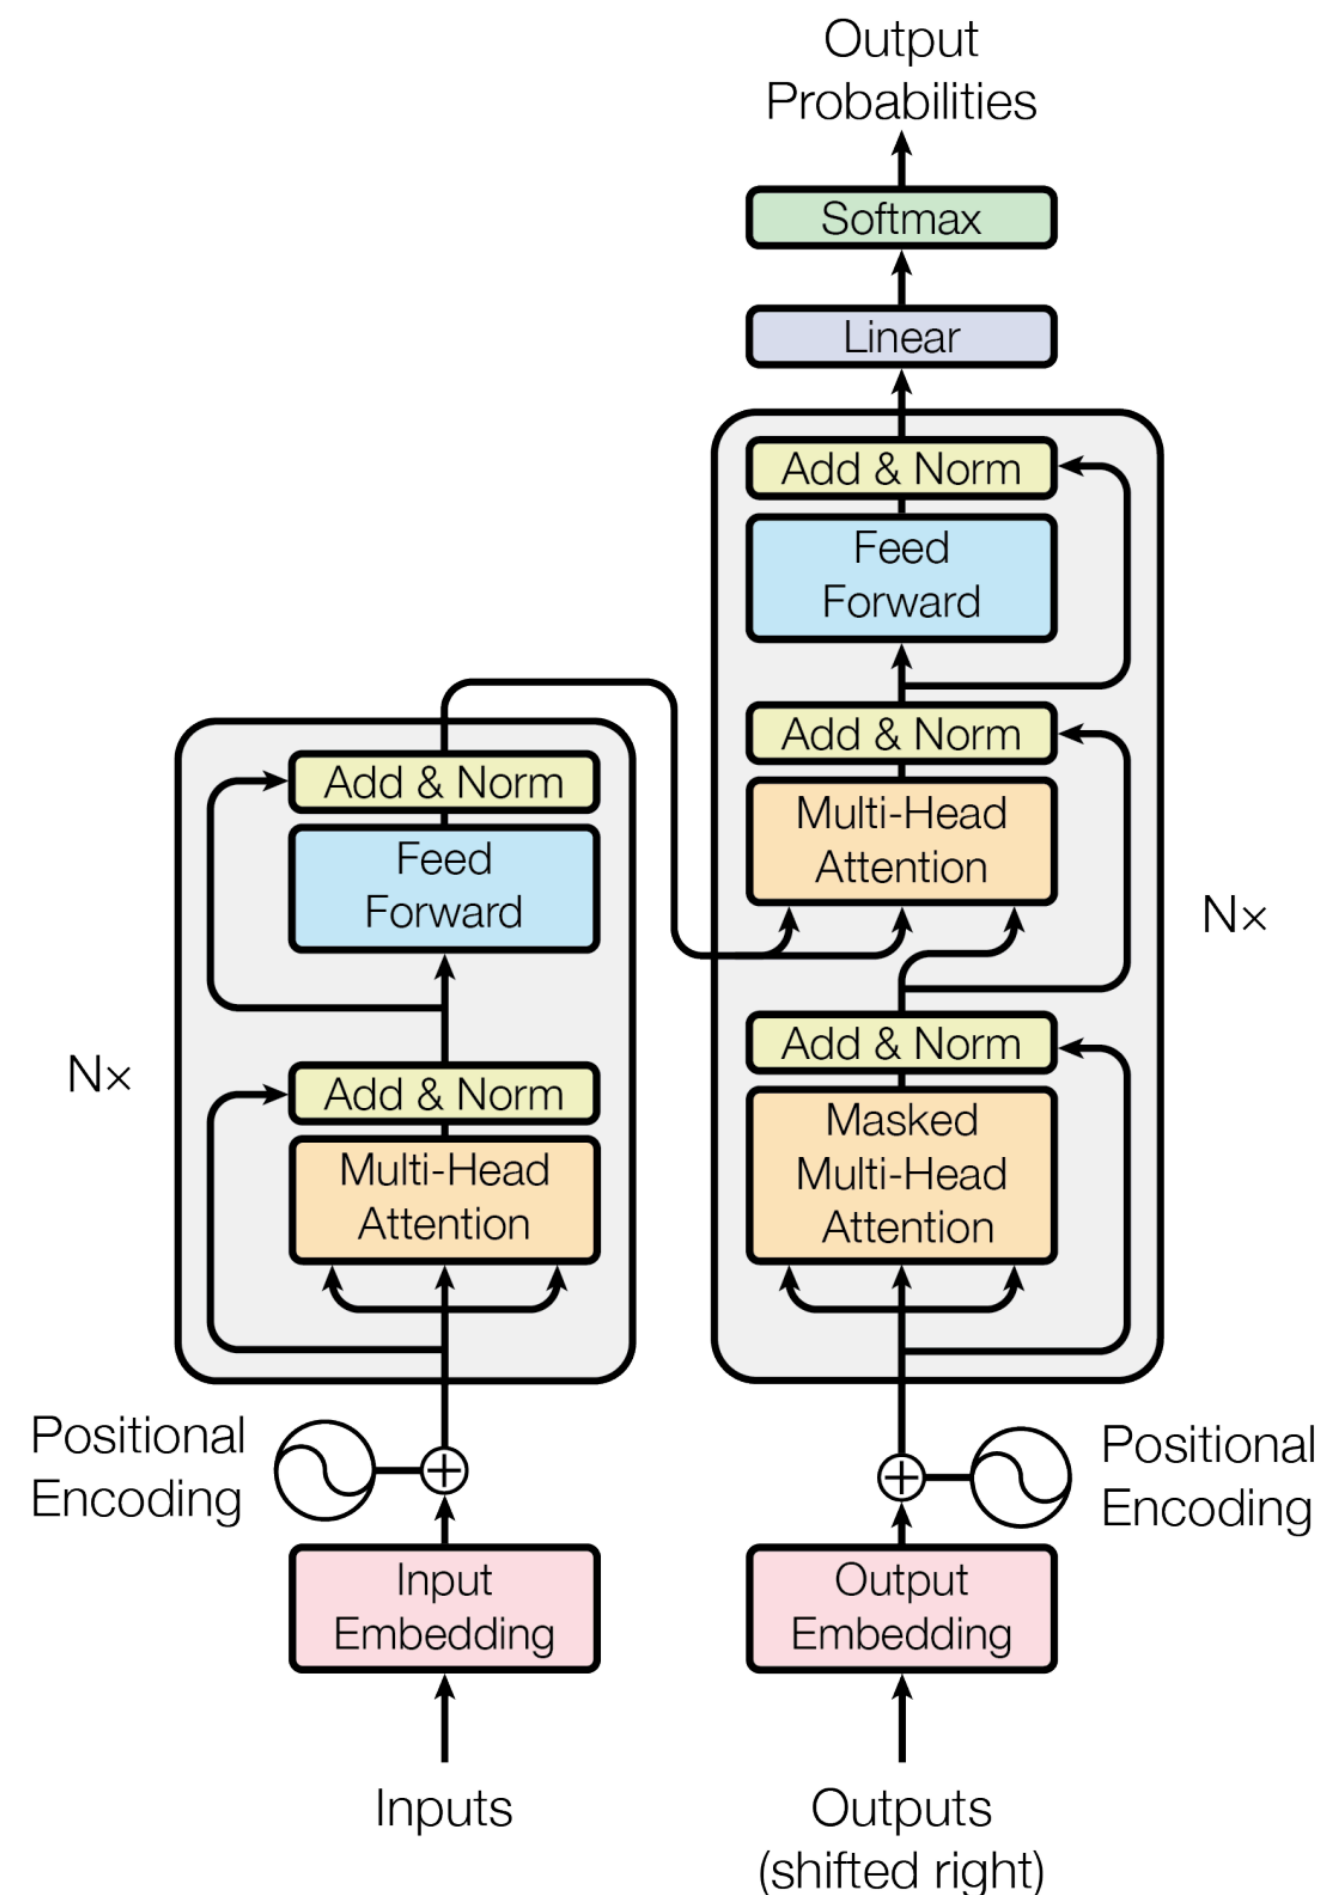 Output
Probabilities
Softmax
Linear
Add & Norm
Feed
Forward
Add & Norm
Multi-Head
Attention
N×
Add & Norm
Masked
Multi-Head
Attention
Add & Norm
Feed
Forward
N×
Add & Norm
Multi-Head
Attention
Positional
Encoding
Positional
Encoding
Input
Embedding
Output
Embedding
Inputs
Outputs
(shifted right)